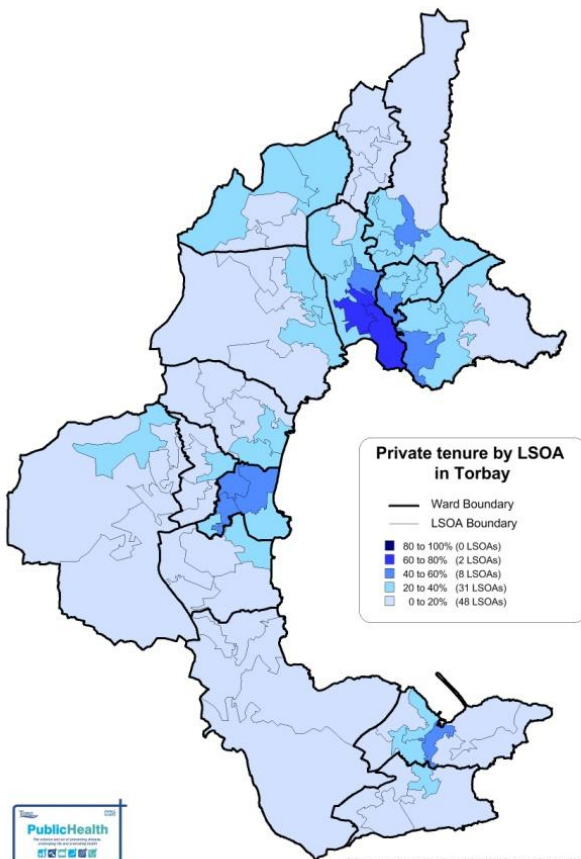 Private tenure by LSOA
in Torbay
Ward Boundary
LSOA Boundary
80 to 100% (0 LSOAs)
60 to 80% (2 LSOAs)
40 to 60% (8 LSOAs)
20 to 40% (31 LSOAs)
0 to 20% (48 LSOAs)
PublicHealth